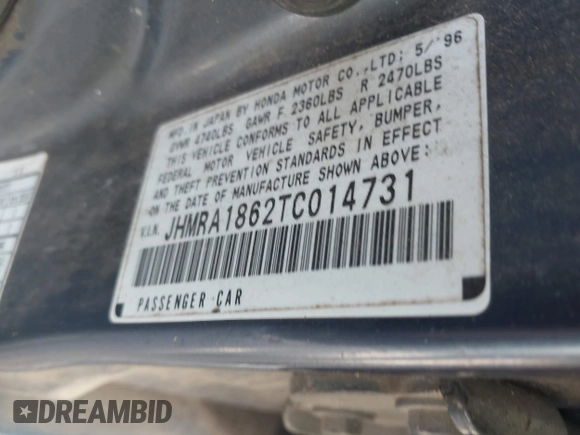 MFD. IN JAPAN BY HONDA MOTOR CO.,LTD; 5/'96
GVWR 4740LBS GAWR F 2360LBS R 2470LBS
THIS VEHICLE CONFORMS TO ALL APPLICABLE
FEDERAL MOTOR VEHICLE SAFETY, BUMPER,
AND THEFT PREVENTION STANDARDS IN EFFECT
ON THE DATE OF MANUFACTURE SHOWN ABOVE:
V.I.N. JHMRA1862TC014731
PASSENGER CAR
DREAMBID